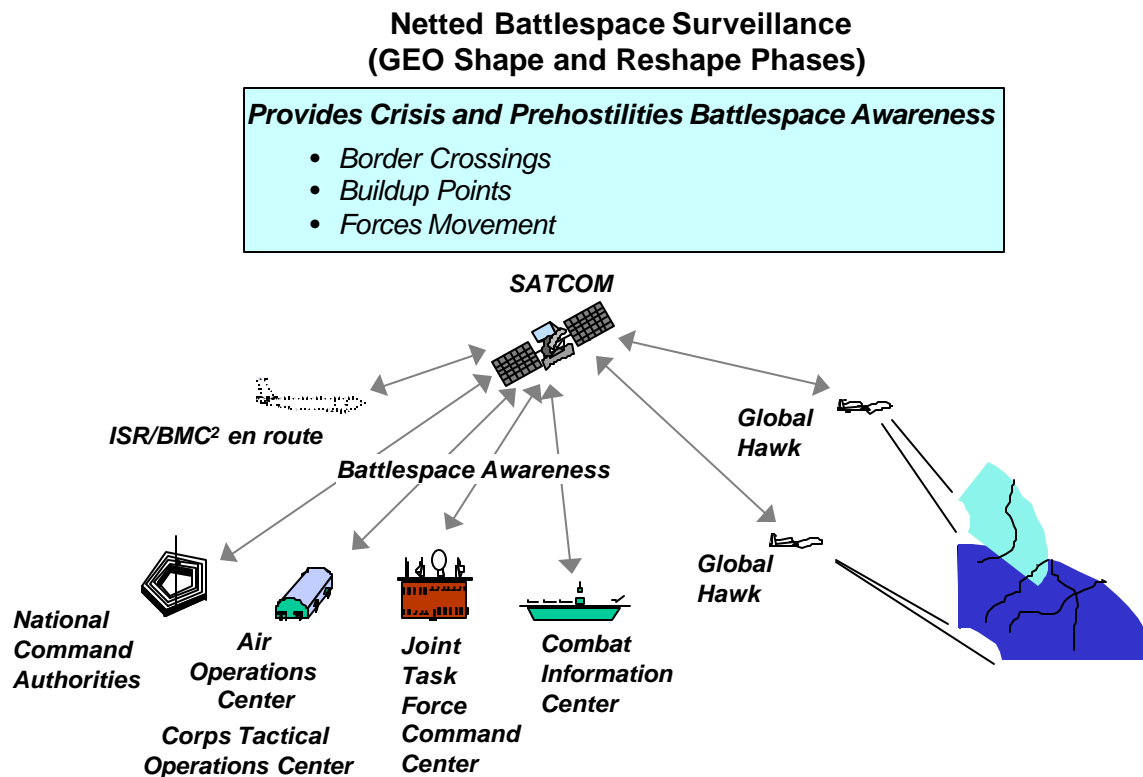 Netted Battlespace Surveillance
(GEO Shape and Reshape Phases)
Provides Crisis and Prehostilities Battlespace Awareness
• Border Crossings
• Buildup Points
• Forces Movement
SATCOM
ISR/BMC² en route
Global
Hawk
Battlespace Awareness
Global
Hawk
National
Command
Authorities
Air
Operations
Center
Corps Tactical
Operations Center
Joint
Task
Force
Command
Center
Combat
Information
Center